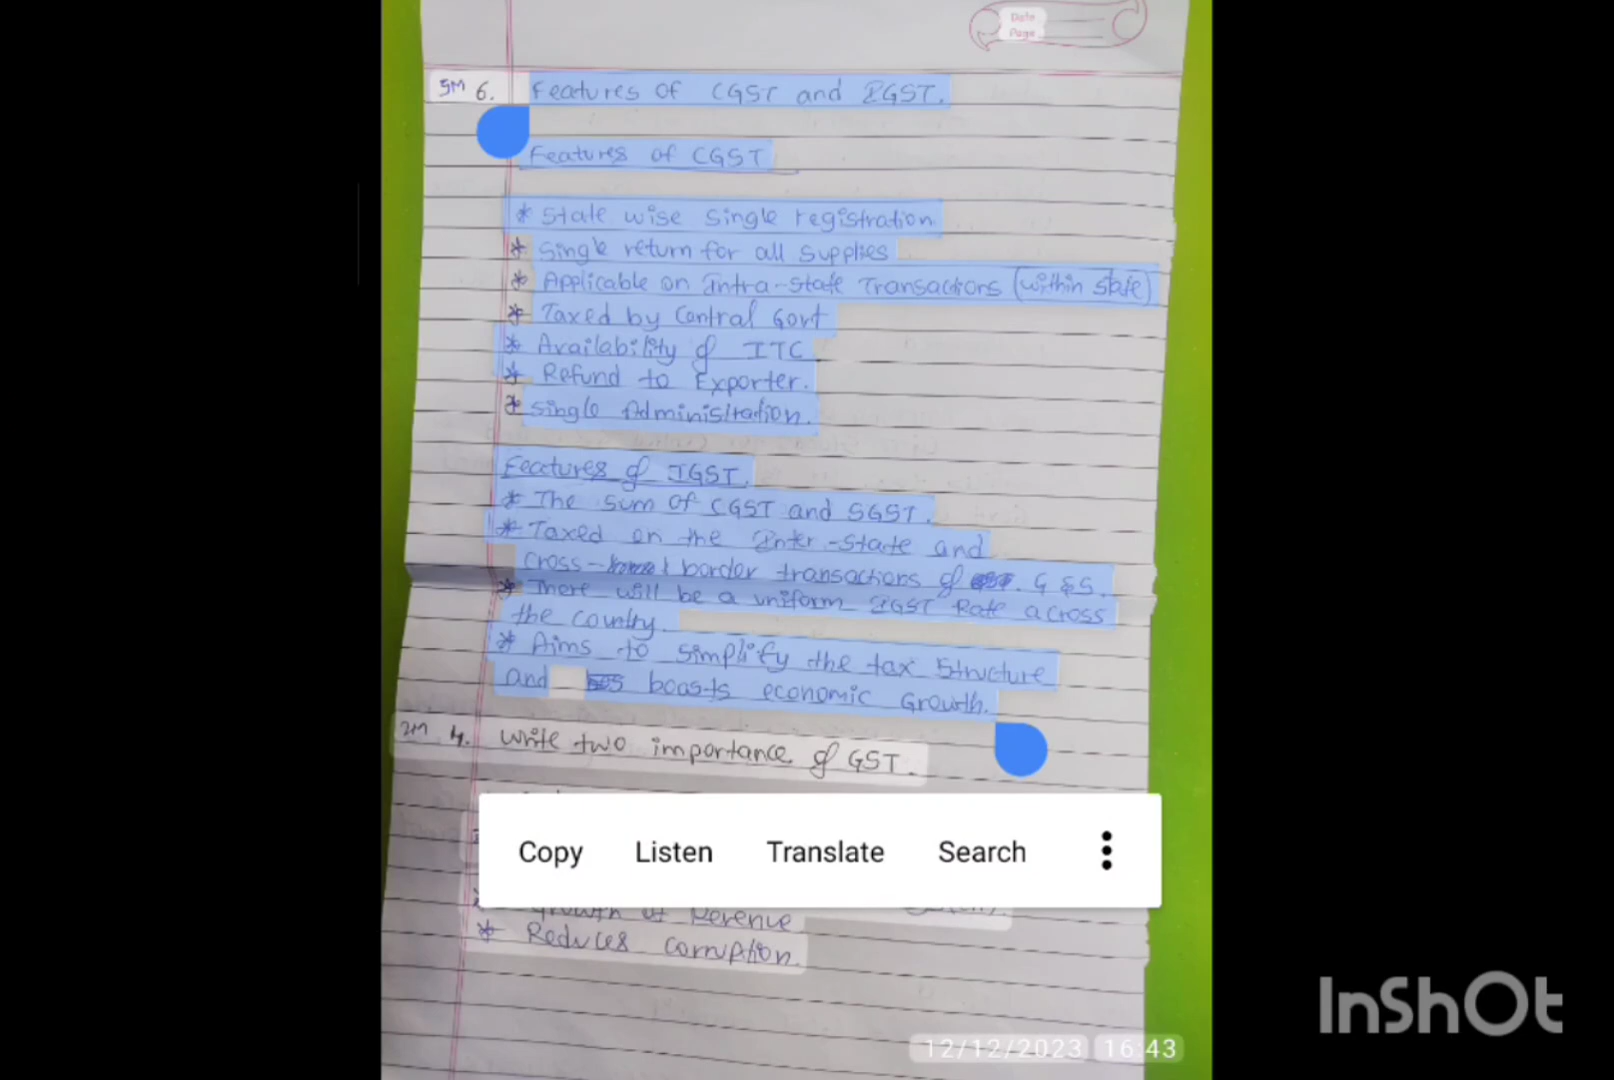 Date
Page
5M 6. Features of CGST and IGST.
Features of CGST
* State wise single registration
* Single return for all supplies
* Applicable on Intra-state Transactions (within state)
* Taxed by Central Govt
* Availability of ITC
* Refund to Exporter.
* Single Administration.
Features of IGST.
* The sum of CGST and SGST.
* Taxed on the Inter-state and
cross- border transactions of G &S.
* There will be a uniform IGST Rate across
the country
* Aims to simplify the tax structure
and boasts economic Growth.
2M 4. Write two importance of GST.
Copy Listen Translate Search
Growth of Revenue
* Reduces corruption.
12/12/2023 16:43
InShOt